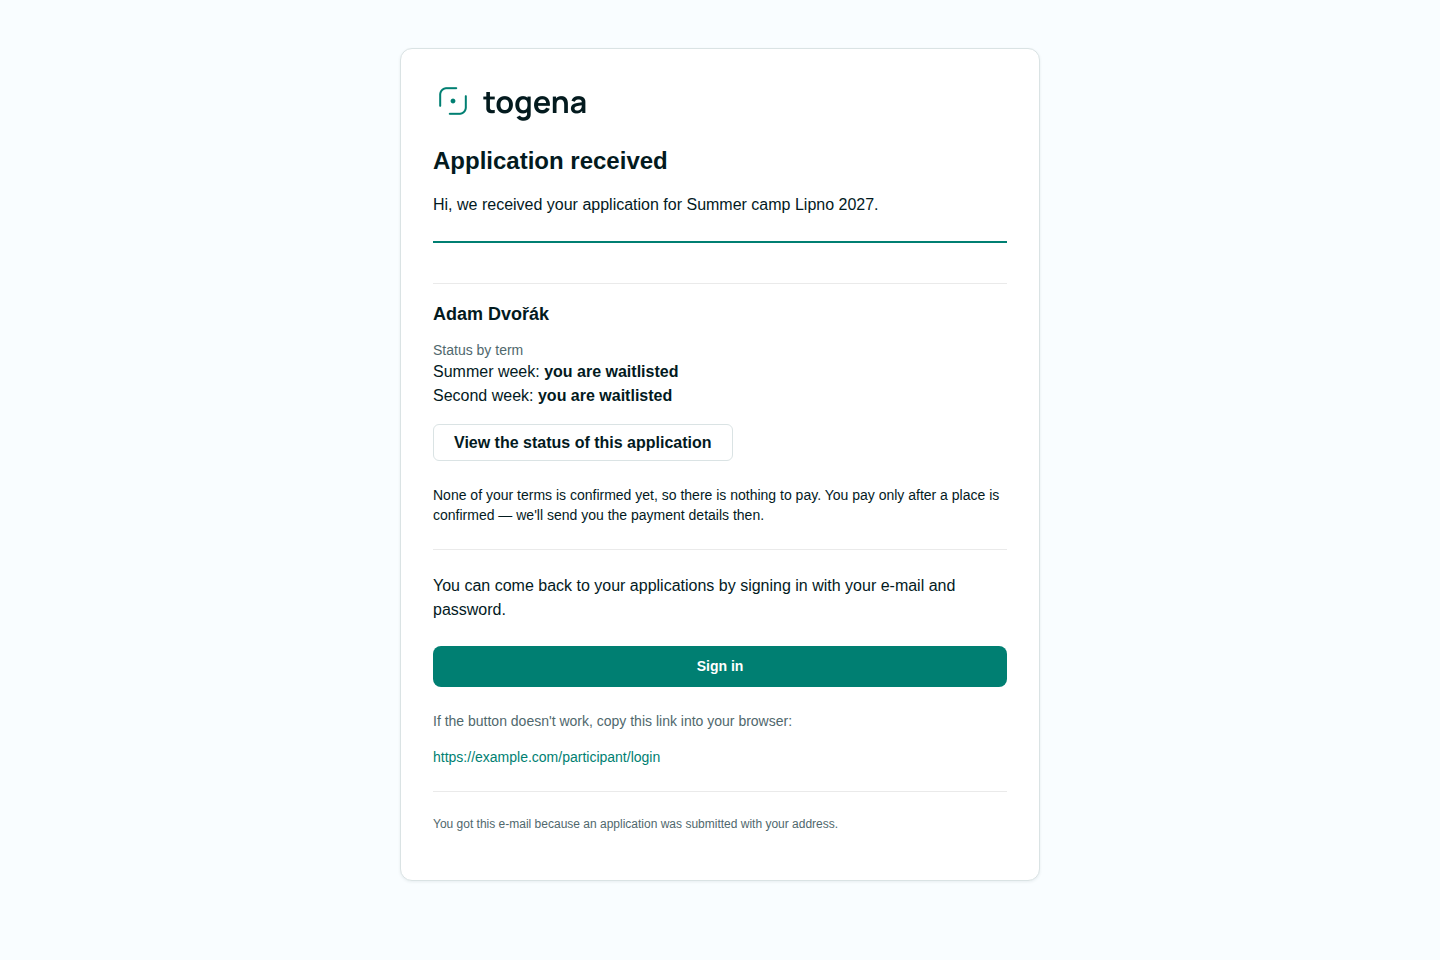 togena
Application received
Hi, we received your application for Summer camp Lipno 2027.
Adam Dvořák
Status by term
Summer week: you are waitlisted
Second week: you are waitlisted
View the status of this application
None of your terms is confirmed yet, so there is nothing to pay. You pay only after a place is
confirmed — we'll send you the payment details then.
You can come back to your applications by signing in with your e-mail and
password.
Sign in
If the button doesn't work, copy this link into your browser:
https://example.com/participant/login
You got this e-mail because an application was submitted with your address.